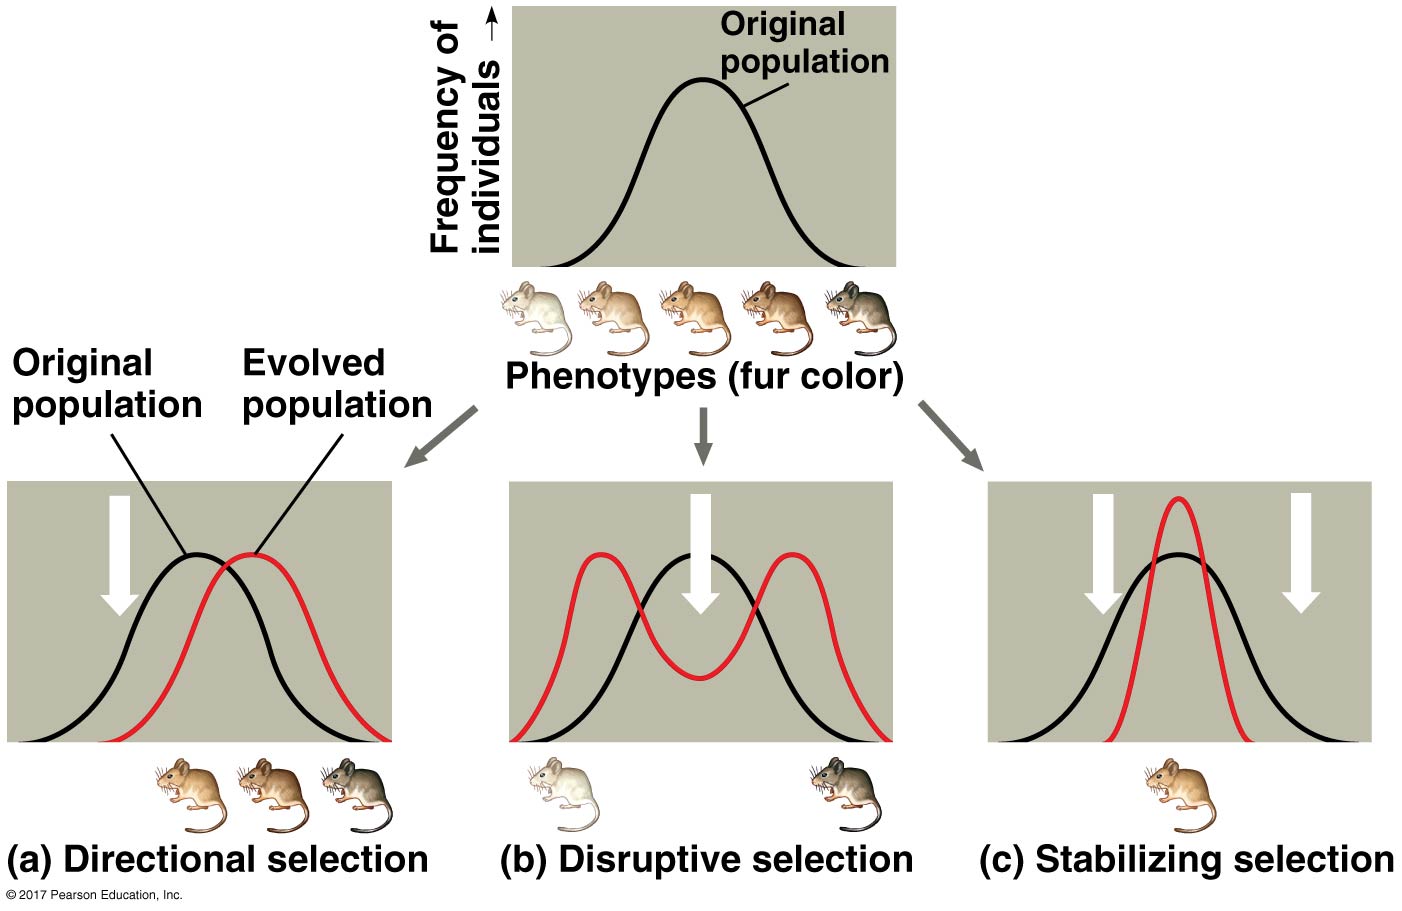 Frequency of
individuals
Original
population
Phenotypes (fur color)
Original
population
Evolved
population
(a) Directional selection
(b) Disruptive selection
(c) Stabilizing selection
© 2017 Pearson Education, Inc.